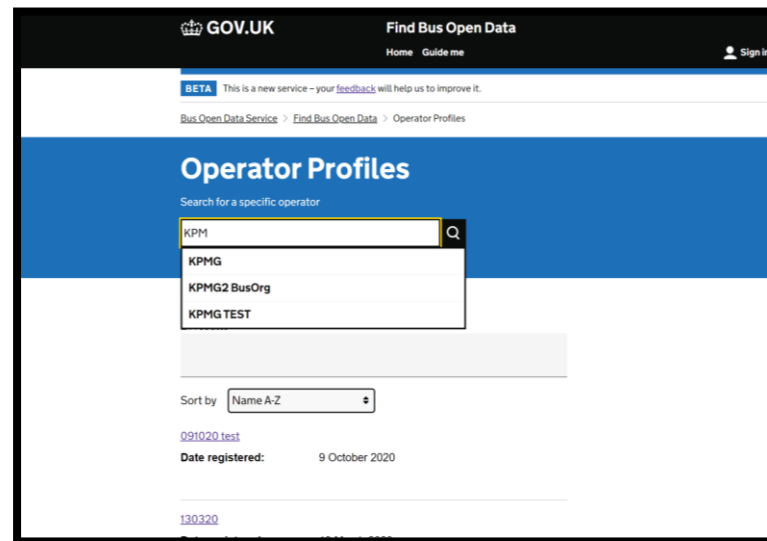 GOV.UK
Find Bus Open Data
Home Guide me
Sign in
BETA This is a new service – your feedback will help us to improve it.
Bus Open Data Service > Find Bus Open Data > Operator Profiles
Operator Profiles
Search for a specific operator
KPM
KPMG
KPMG2 BusOrg
KPMG TEST
Sort by Name A-Z
091020 test
Date registered: 9 October 2020
130320